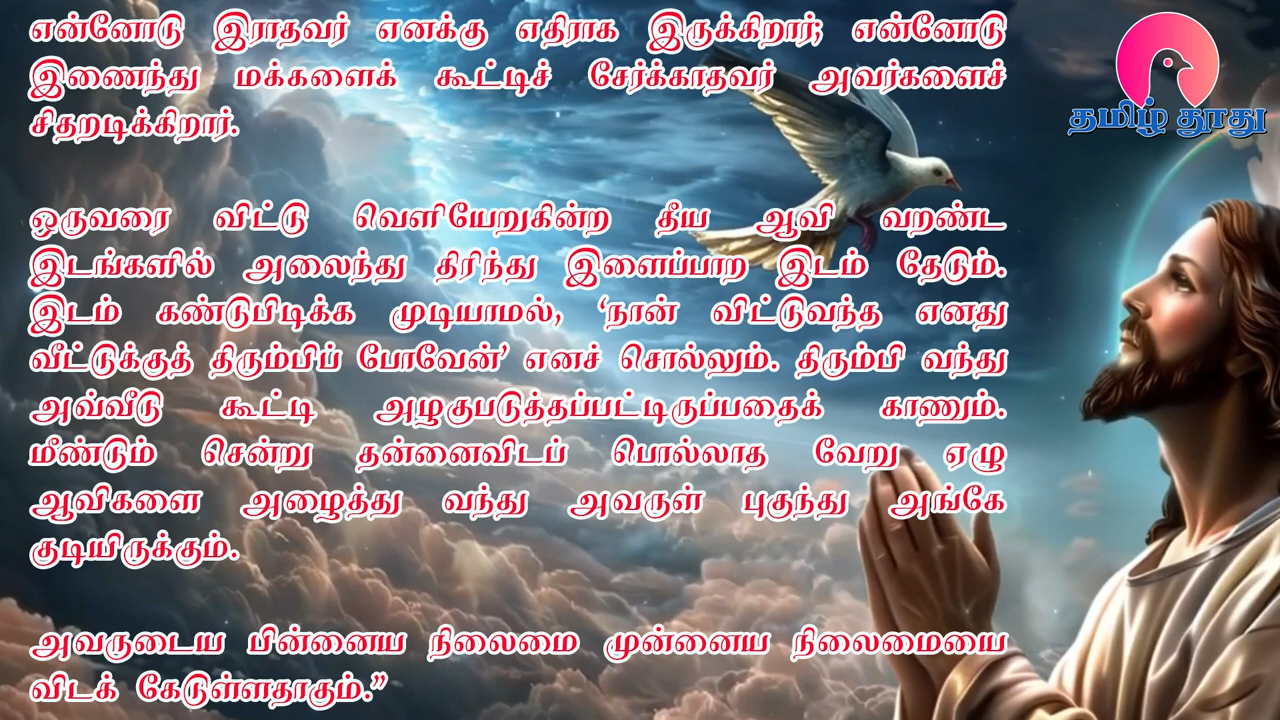 என்னோடு இராதவர் எனக்கு எதிராக இருக்கிறார்; என்னோடு
இணைந்து மக்களைக் கூட்டிச் சேர்க்காதவர் அவர்களைச்
சிதறடிக்கிறார்.
தமிழ் தூது
ஒருவரை விட்டு வெளியேறுகின்ற தீய ஆவி வறண்ட
இடங்களில் அலைந்து திரிந்து இளைப்பாற இடம் தேடும்.
இடம் கண்டுபிடிக்க முடியாமல், ‘நான் விட்டுவந்த எனது
வீட்டுக்குத் திரும்பிப் போவேன்’ எனச் சொல்லும். திரும்பி வந்து
அவ்வீடு கூட்டி அழகுபடுத்தப்பட்டிருப்பதைக் காணும்.
மீண்டும் சென்று தன்னைவிடப் பொல்லாத வேறு ஏழு
ஆவிகளை அழைத்து வந்து அவருள் புகுந்து அங்கே
குடியிருக்கும்.
அவருடைய பின்னைய நிலைமை முன்னைய நிலைமையை
விடக் கேடுள்ளதாகும்.”